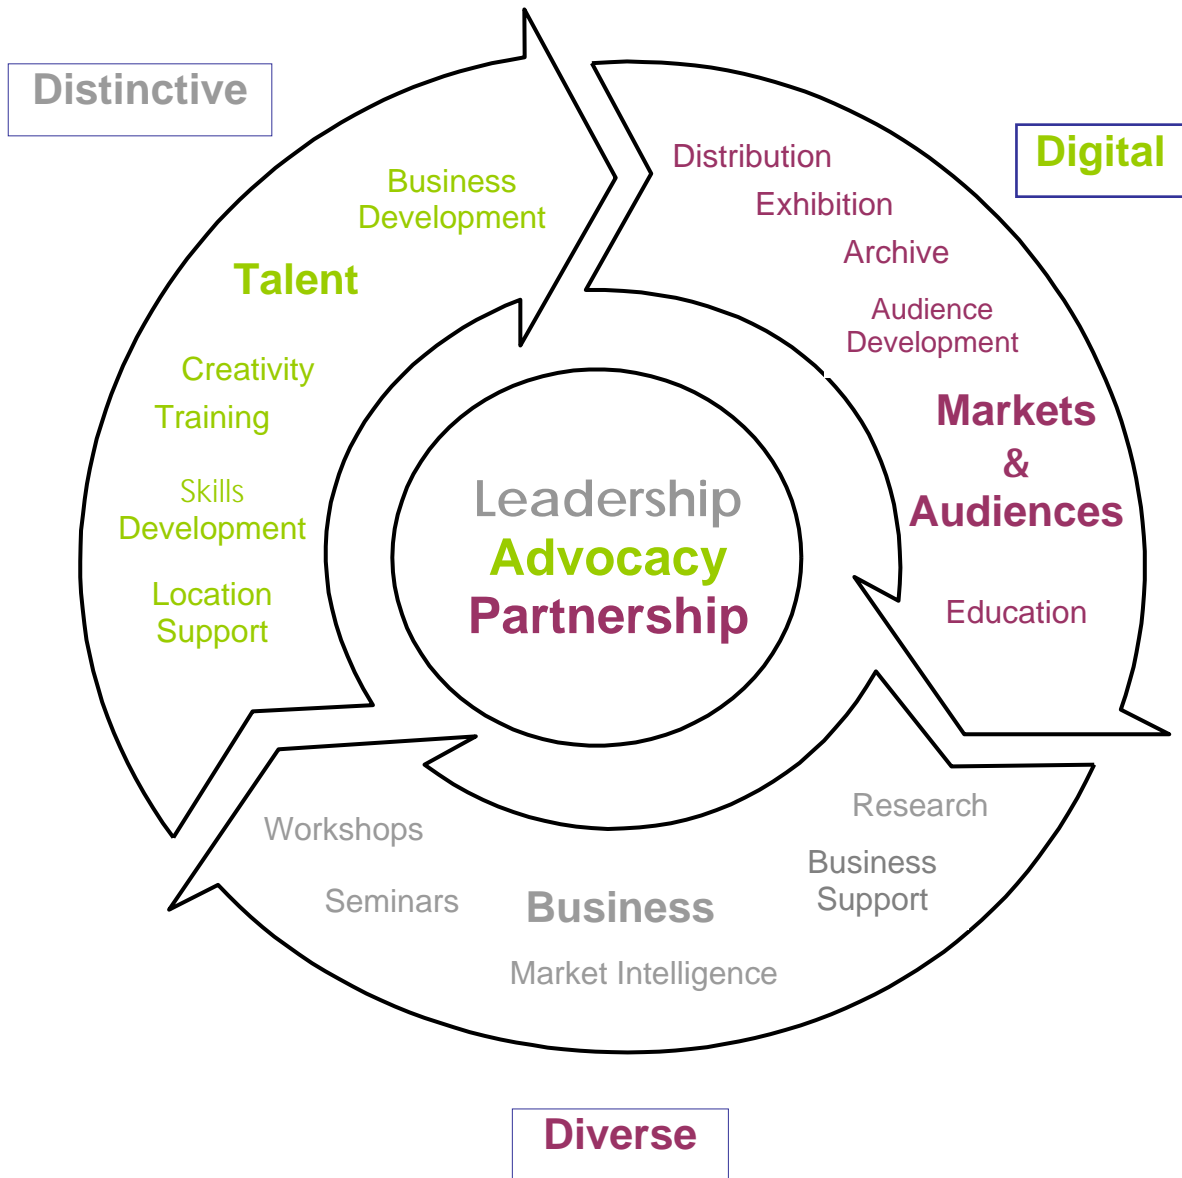 Distinctive
Digital
Business
Development
Talent
Creativity
Training
Skills
Development
Location
Support
Distribution
Exhibition
Archive
Audience
Development
Markets
&
Audiences
Education
Leadership
Advocacy
Partnership
Research
Business
Support
Workshops
Seminars
Business
Market Intelligence
Diverse